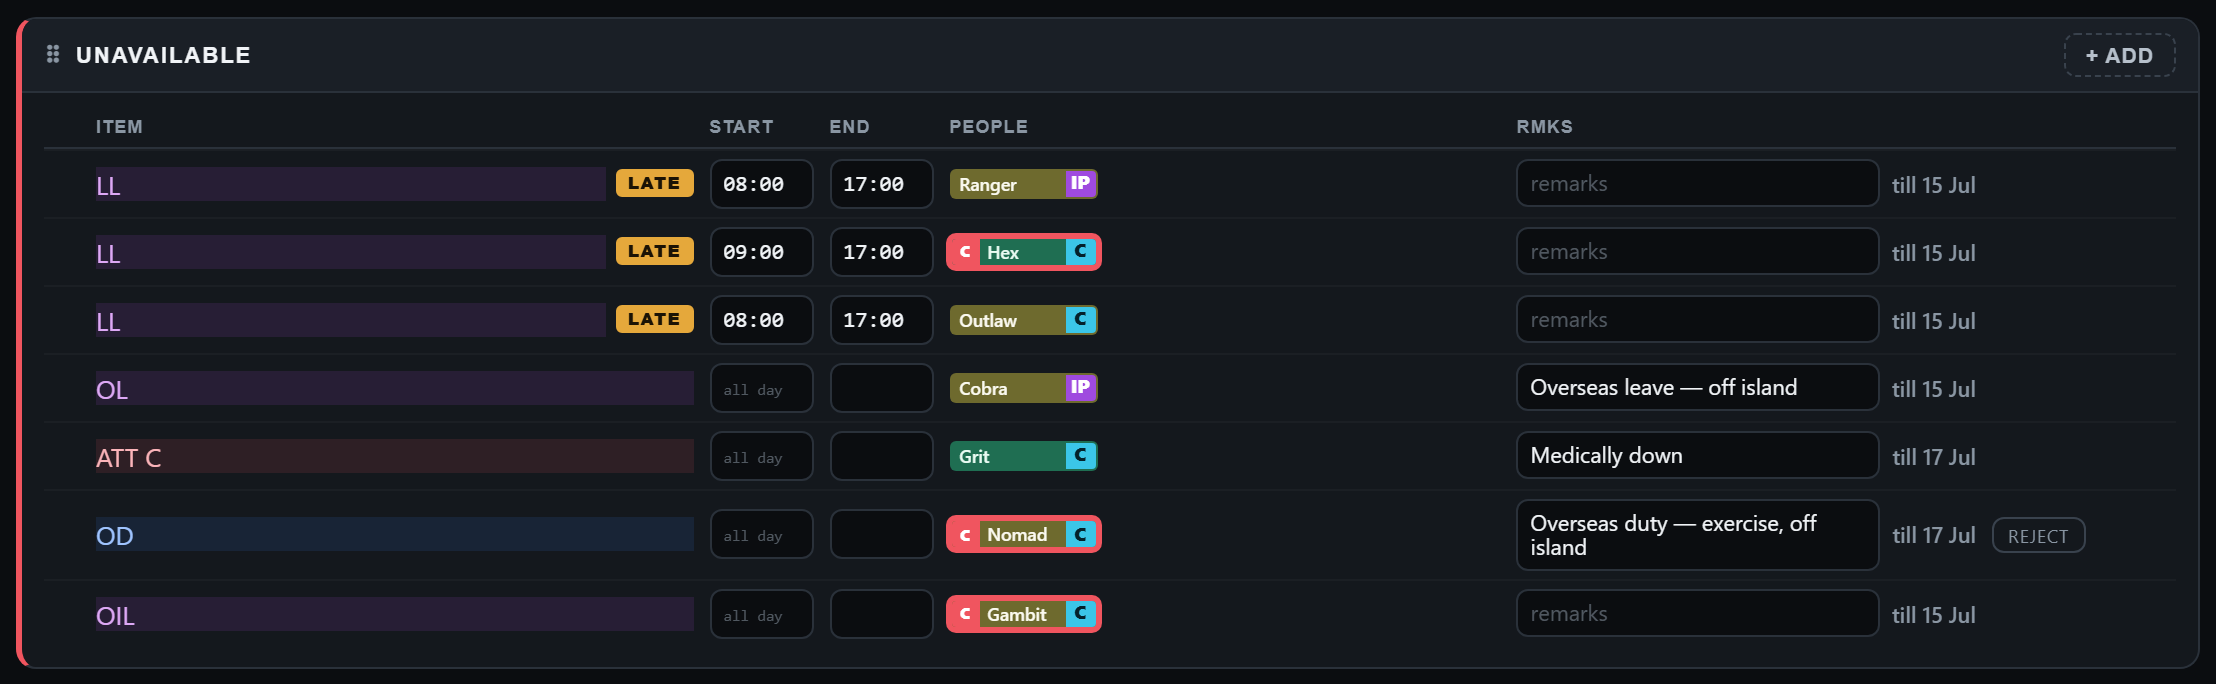 UNAVAILABLE
+ ADD
ITEM START END PEOPLE RMKS
LL LATE 08:00 17:00 Ranger IP remarks till 15 Jul
LL LATE 09:00 17:00 C Hex C remarks till 15 Jul
LL LATE 08:00 17:00 Outlaw C remarks till 15 Jul
OL all day Cobra IP Overseas leave — off island till 15 Jul
ATT C all day Grit C Medically down till 17 Jul
OD all day C Nomad C Overseas duty — exercise, off
island till 17 Jul REJECT
OIL all day C Gambit C remarks till 15 Jul